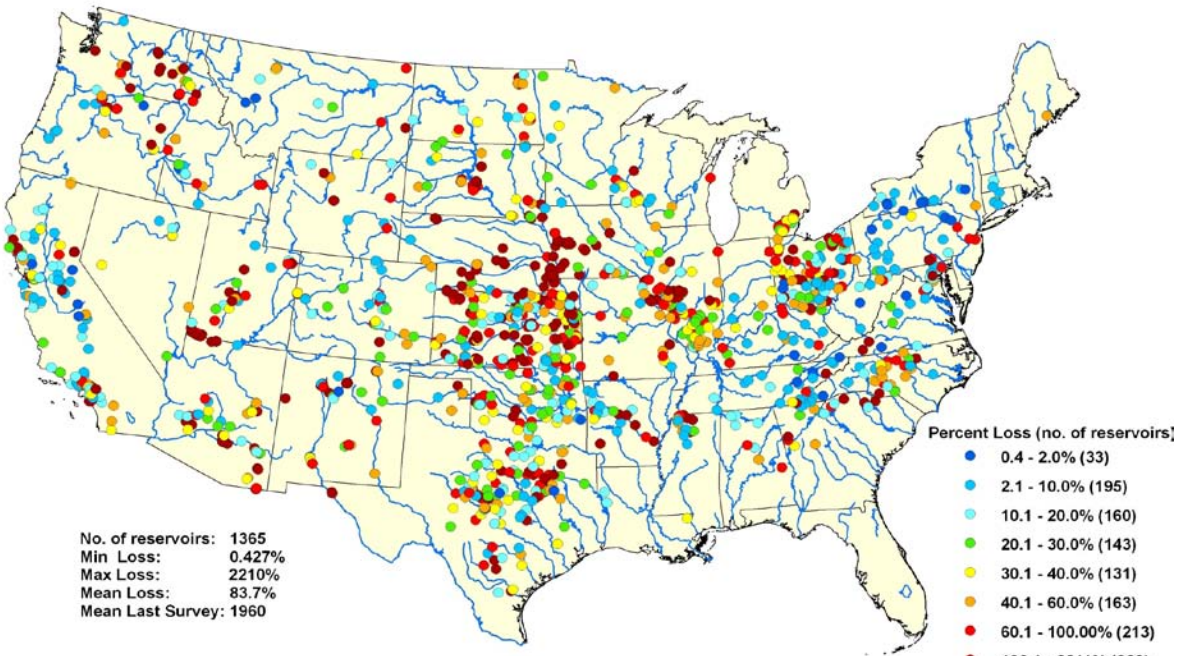 No. of reservoirs: 1365
Min Loss: 0.427%
Max Loss: 2210%
Mean Loss: 83.7%
Mean Last Survey: 1960
Percent Loss (no. of reservoirs)
0.4 - 2.0% (33)
2.1 - 10.0% (195)
10.1 - 20.0% (160)
20.1 - 30.0% (143)
30.1 - 40.0% (131)
40.1 - 60.0% (163)
60.1 - 100.00% (213)